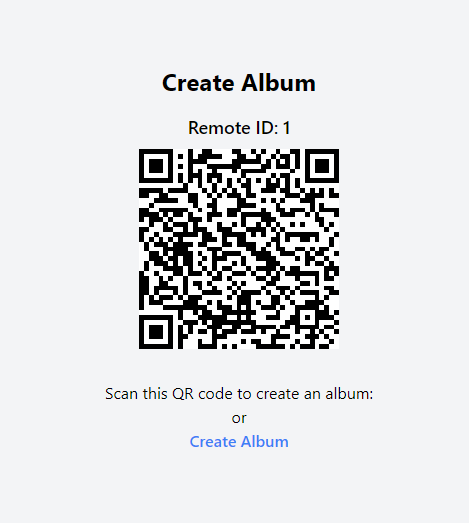 Create Album
Remote ID: 1
Scan this QR code to create an album:
or
Create Album